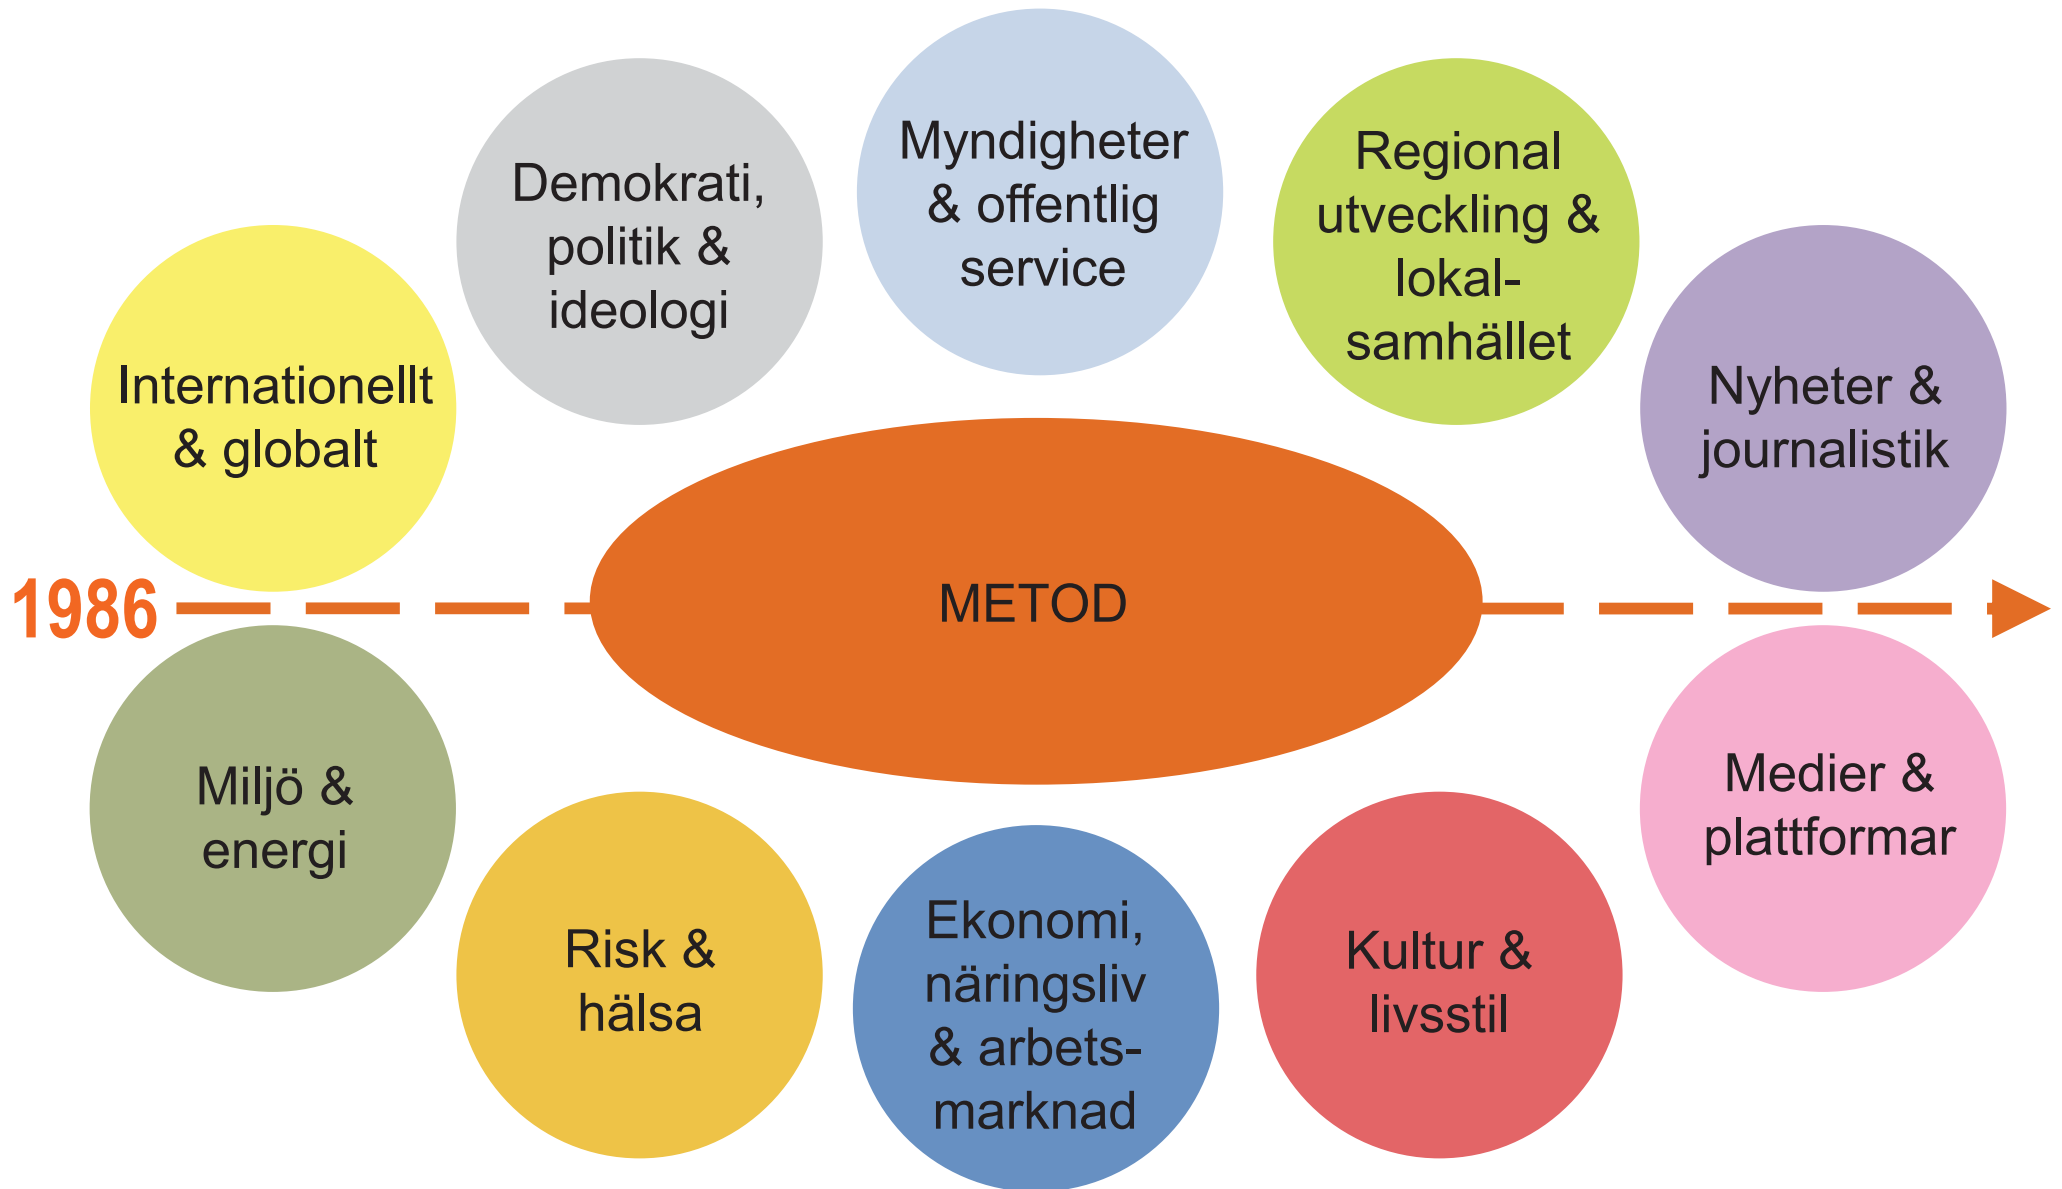 Internationellt
& globalt
Demokrati,
politik &
ideologi
Myndigheter
& offentlig
service
Regional
utveckling &
lokal-
samhället
Nyheter &
journalistik
1986
METOD
Miljö &
energi
Risk &
hälsa
Ekonomi,
näringsliv
& arbets-
marknad
Kultur &
livsstil
Medier &
plattformar